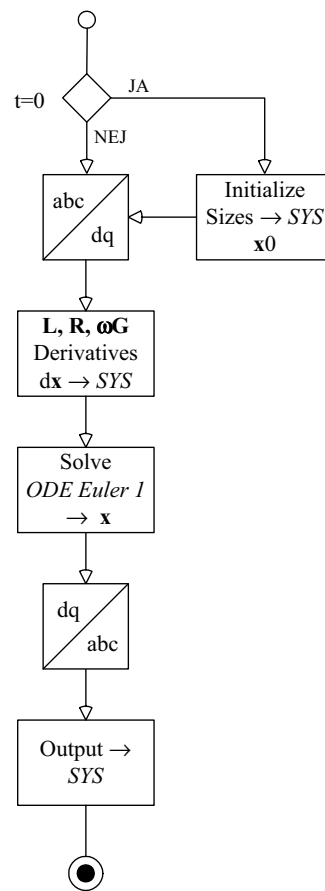 t=0
JA
NEJ
abc
dq
Initialize
Sizes → SYS
x0
L, R, ωG
Derivatives
dx → SYS
Solve
ODE Euler 1
→ x
dq
abc
Output →
SYS